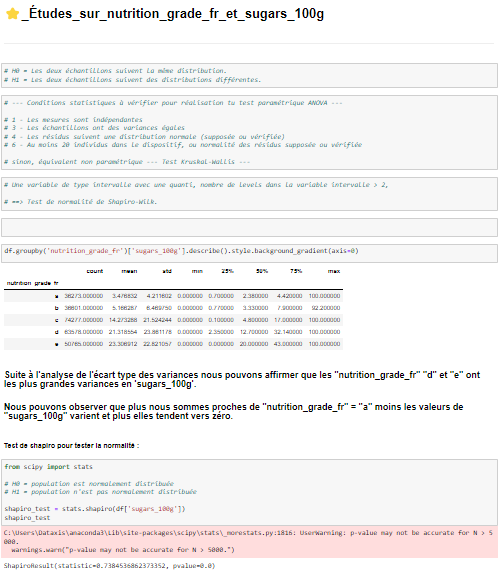 _Études_sur_nutrition_grade_fr_et_sugars_100g
# H0 = Les deux échantillons suivent la même distribution.
# H1 = Les deux échantillons suivent des distributions différentes.
# --- Conditions statistiques à vérifier pour réalisation tu test paramétrique ANOVA ---
# 1 - Les mesures sont indépendantes
# 3 - Les échantillons ont des variances égales
# 4 - Les résidus suivent une distribution normale (supposée ou vérifiée)
# 6 - Au moins 20 individus dans le dispositif, ou normalité des résidus supposée ou vérifiée
# sinon, équivalent non paramétrique --- Test Kruskal-Wallis ---
# Une variable de type intervalle avec une quanti, nombre de levels dans la variable intervalle > 2,
# ==> Test de normalité de Shapiro-Wilk.
df.groupby('nutrition_grade_fr')['sugars_100g'].describe().style.background_gradient(axis=0)
count mean std min 25% 50% 75% max
nutrition_grade_fr
a 36273.000000 3.476832 4.211602 0.000000 0.700000 2.380000 4.420000 100.000000
b 36601.000000 5.166287 6.469750 0.000000 0.770000 3.330000 7.900000 92.200000
c 74277.000000 14.273288 21.524244 0.000000 0.100000 4.800000 17.000000 100.000000
d 63578.000000 21.318554 23.861178 0.000000 2.350000 12.700000 32.140000 100.000000
e 50765.000000 23.306912 22.821057 0.000000 0.000000 20.000000 43.000000 100.000000
Suite à l'analyse de l'écart type des variances nous pouvons affirmer que les "nutrition_grade_fr" "d" et "e" ont
les plus grandes variances en 'sugars_100g'.
Nous pouvons observer que plus nous sommes proches de "nutrition_grade_fr" = "a" moins les valeurs de
"sugars_100g" varient et plus elles tendent vers zéro.
Test de shapiro pour tester la normalité :
from scipy import stats
# H0 = population est normalement distribuée
# H1 = population n'est pas normalement distribuée
shapiro_test = stats.shapiro(df['sugars_100g'])
shapiro_test
C:\Users\Dataxis\anaconda3\Lib\site-packages\scipy\stats\_morestats.py:1816: UserWarning: p-value may not be accurate for N > 5
000.
warnings.warn("p-value may not be accurate for N > 5000.")
ShapiroResult(statistic=0.7384536862373352, pvalue=0.0)